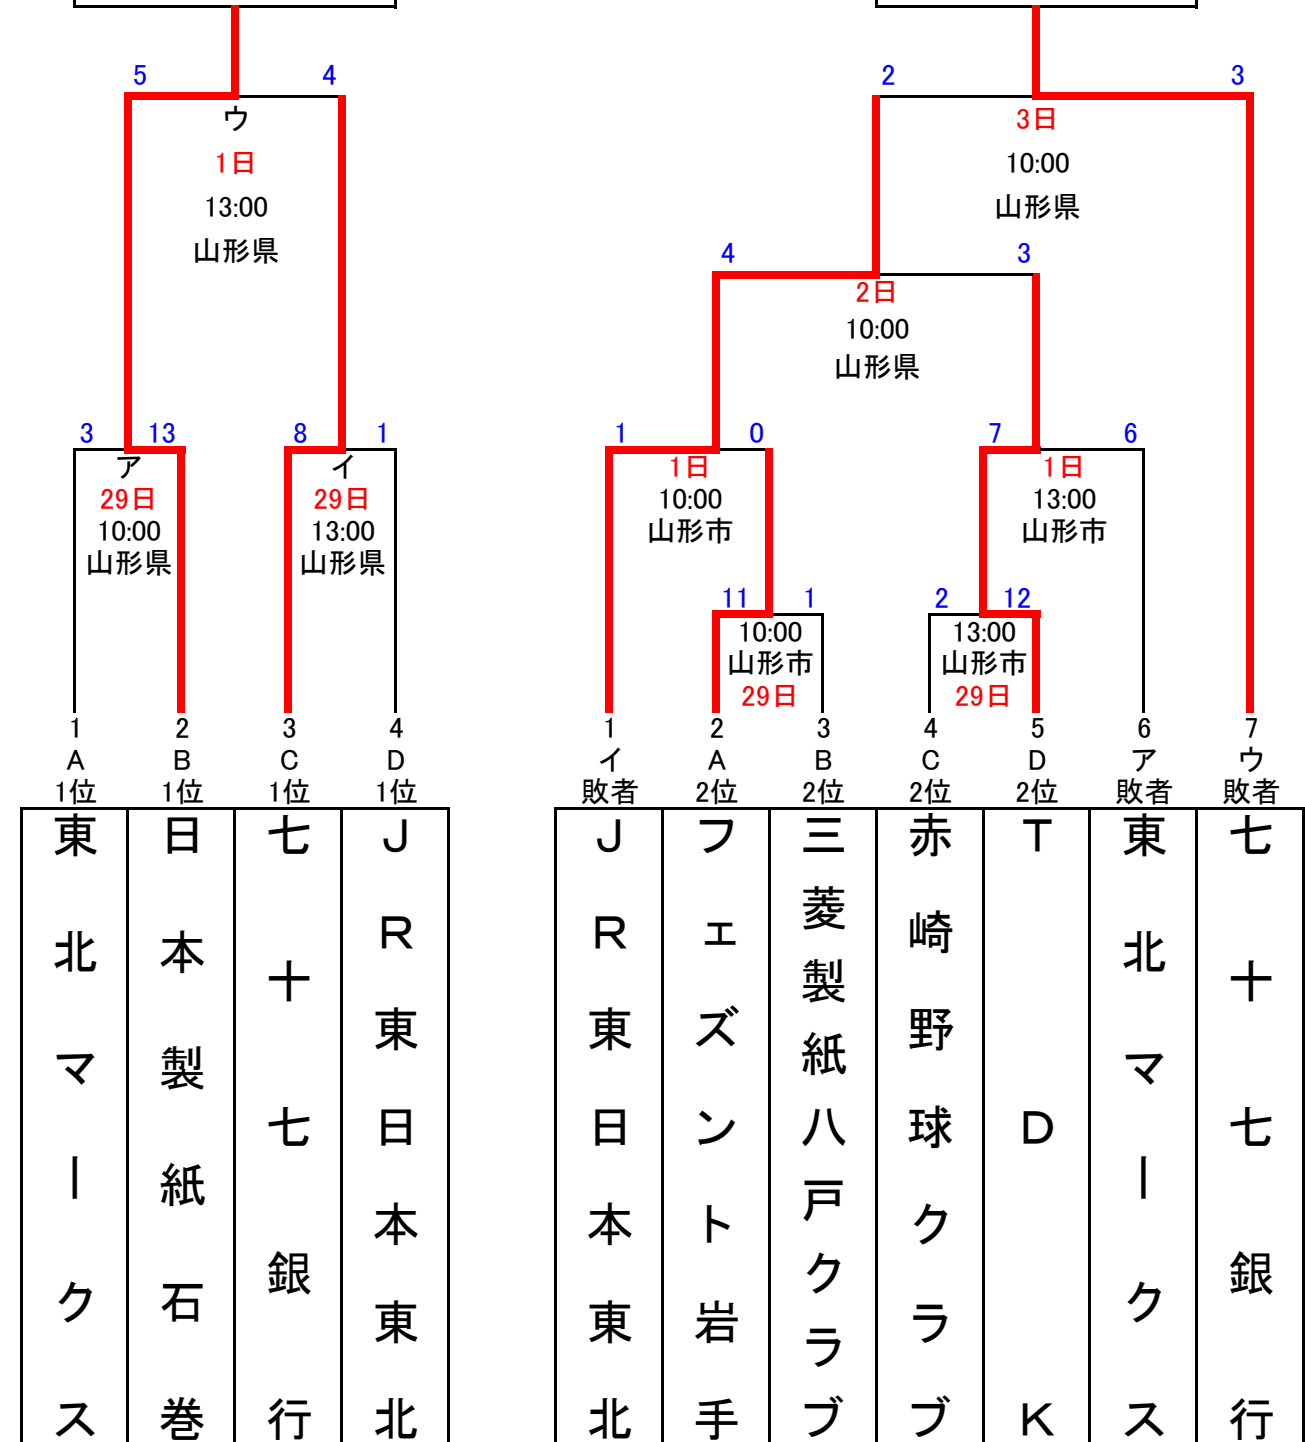 5 4
ウ
1日
13:00
山形県
3 13
ア
29日
10:00
山形県
8 1
イ
29日
13:00
山形県
1 2 3 4
A B C D
1位 1位 1位 1位
東北マークス
日本製紙石巻
七十七銀行
JR東日本東北
2 3
3日
10:00
山形県
4 3
2日
10:00
山形県
1 0
1日
10:00
山形市
7 6
1日
13:00
山形市
11 1
10:00
山形市
29日
2 12
13:00
山形市
29日
1 2 3 4 5 6 7
イ A B C D ア ウ
敗者 2位 2位 2位 2位 敗者 敗者
JR東日本東北
フェズント岩手
三菱製紙八戸クラブ
赤崎野球クラブ
TDK
東北マークス
七十七銀行